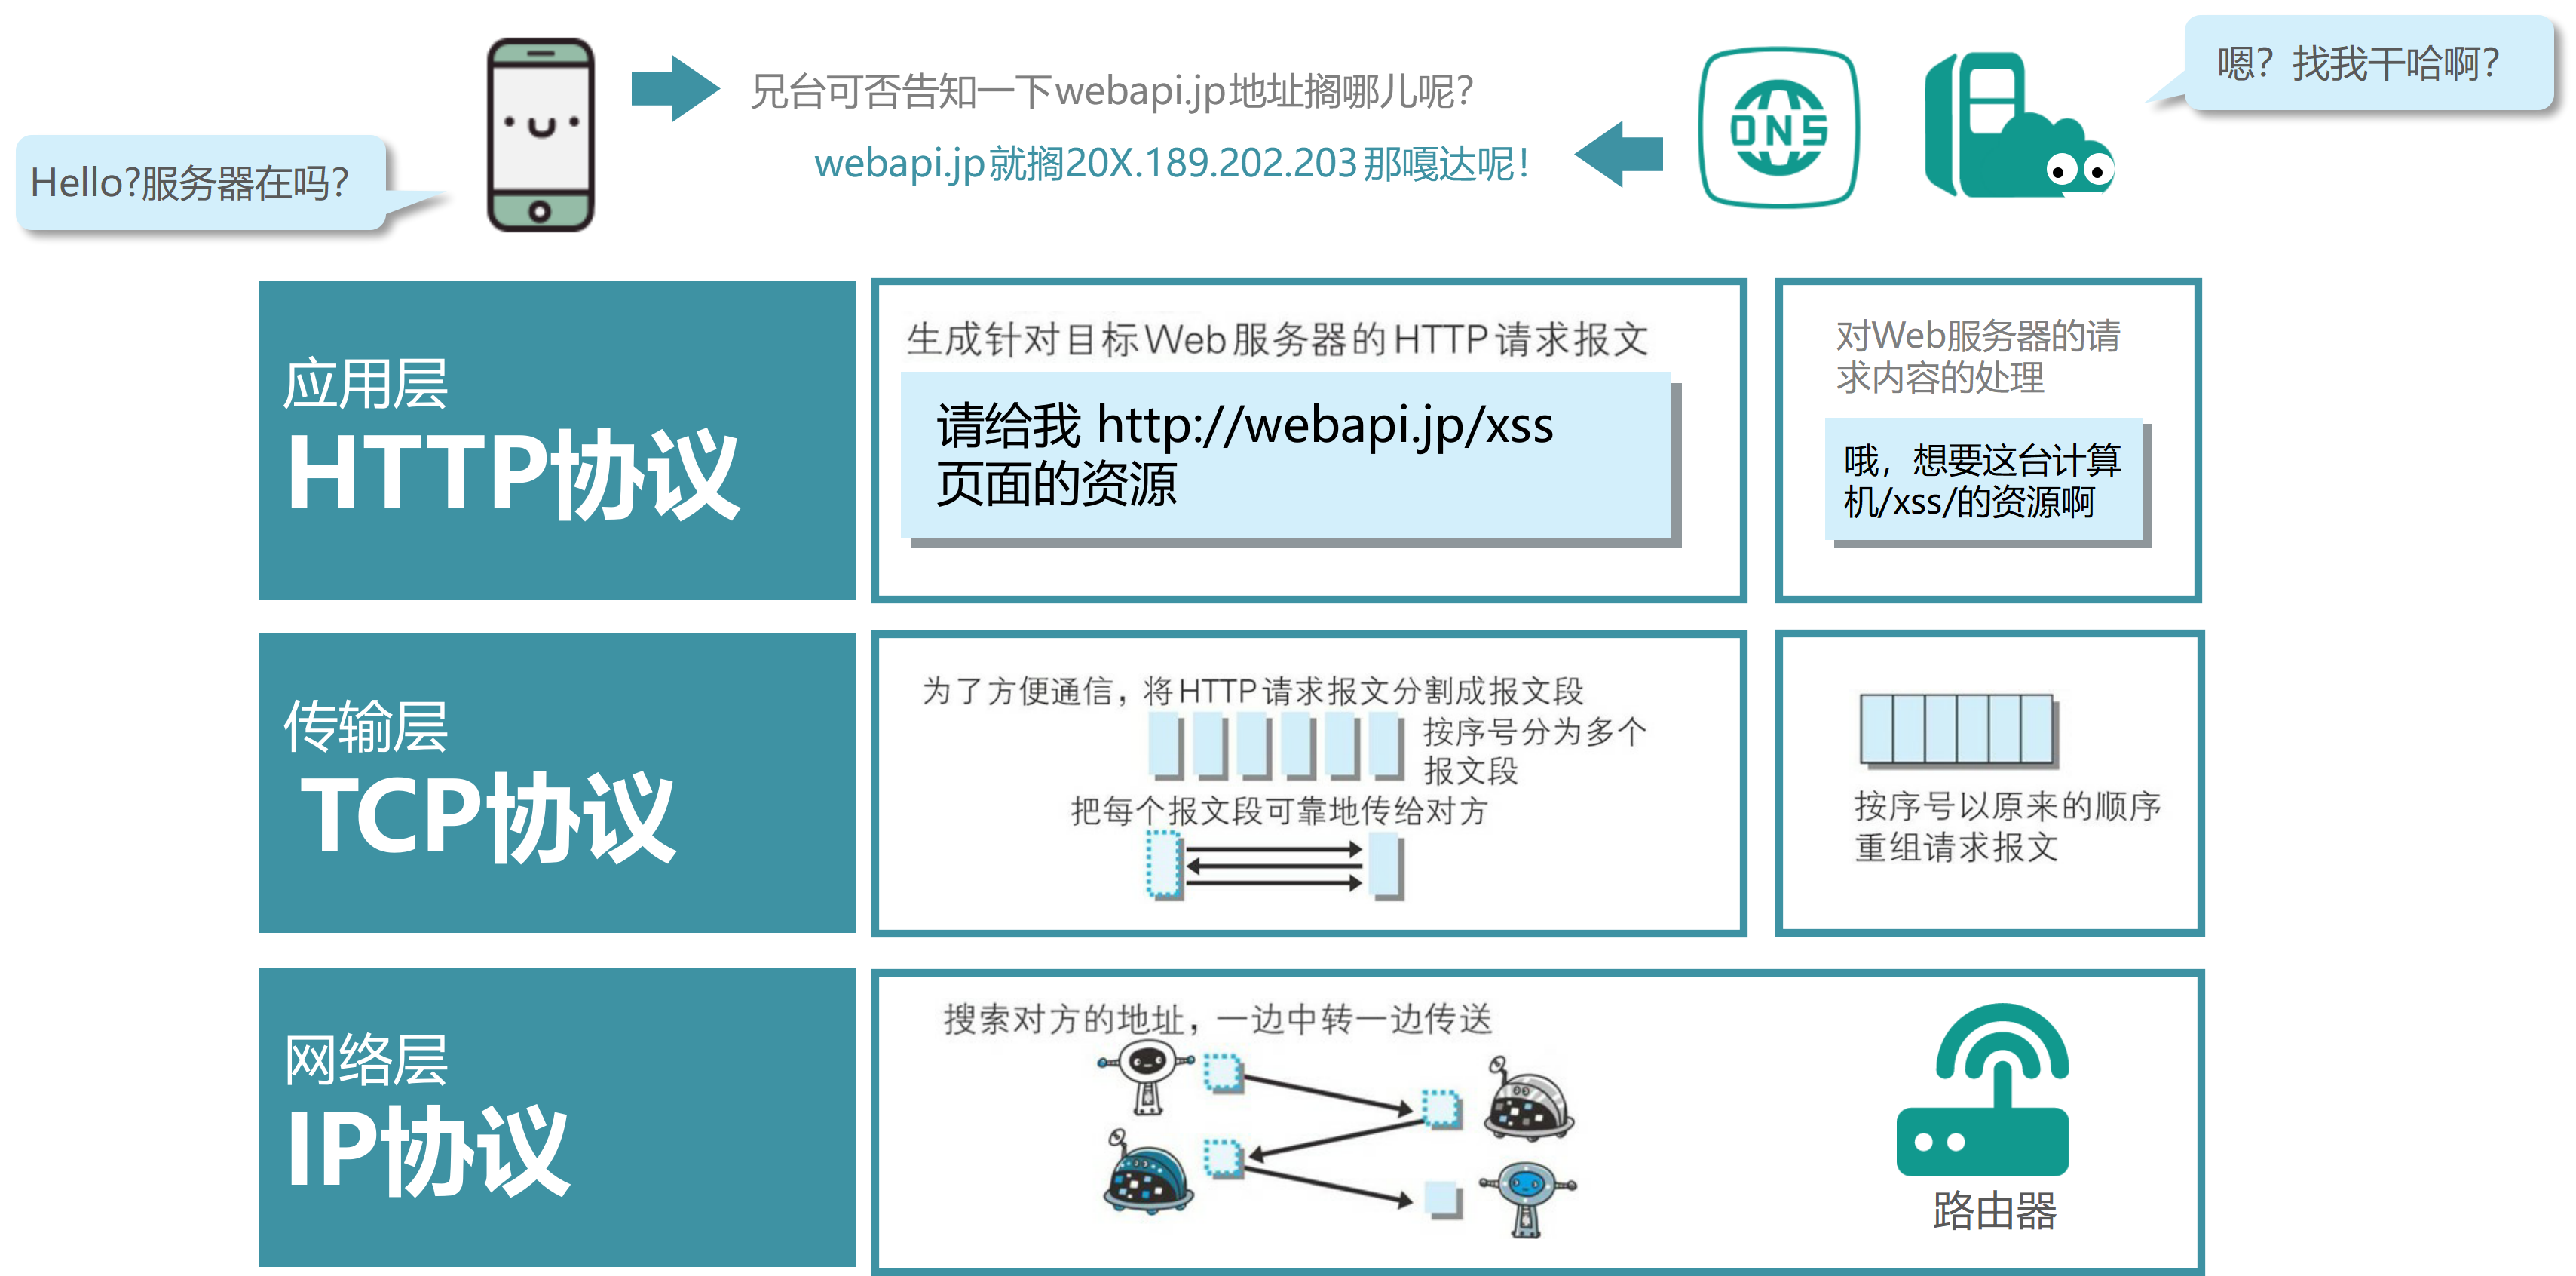 嗯？找我干哈啊？
兄台可否告知一下webapi.jp地址搁哪儿呢？
DNS
webapi.jp就搁20X.189.202.203那嘎达呢！
Hello?服务器在吗？
应用层
HTTP协议
生成针对目标Web服务器的HTTP请求报文
请给我 http://webapi.jp/xss
页面的资源
对Web服务器的请
求内容的处理
哦，想要这台计算
机/xss/的资源啊
传输层
TCP协议
为了方便通信，将HTTP请求报文分割成报文段
按序号分为多个
报文段
把每个报文段可靠地传给对方
按序号以原来的顺序
重组请求报文
网络层
IP协议
搜索对方的地址，一边中转一边传送
路由器